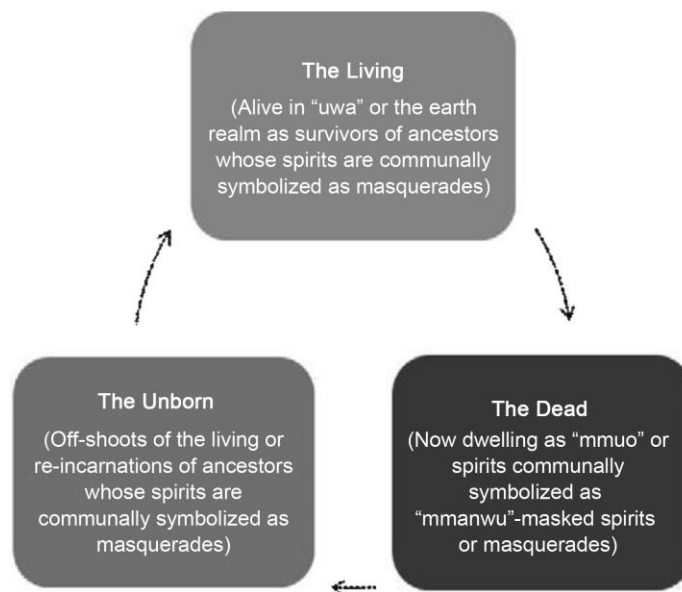 The Living
(Alive in “uwa” or the earth
realm as survivors of ancestors
whose spirits are communally
symbolized as masquerades)
The Unborn
(Off-shoots of the living or
re-incarnations of ancestors
whose spirits are
communally symbolized as
masquerades)
The Dead
(Now dwelling as “mmuo” or
spirits communally
symbolized as
“mmanwu”-masked spirits
or masquerades)